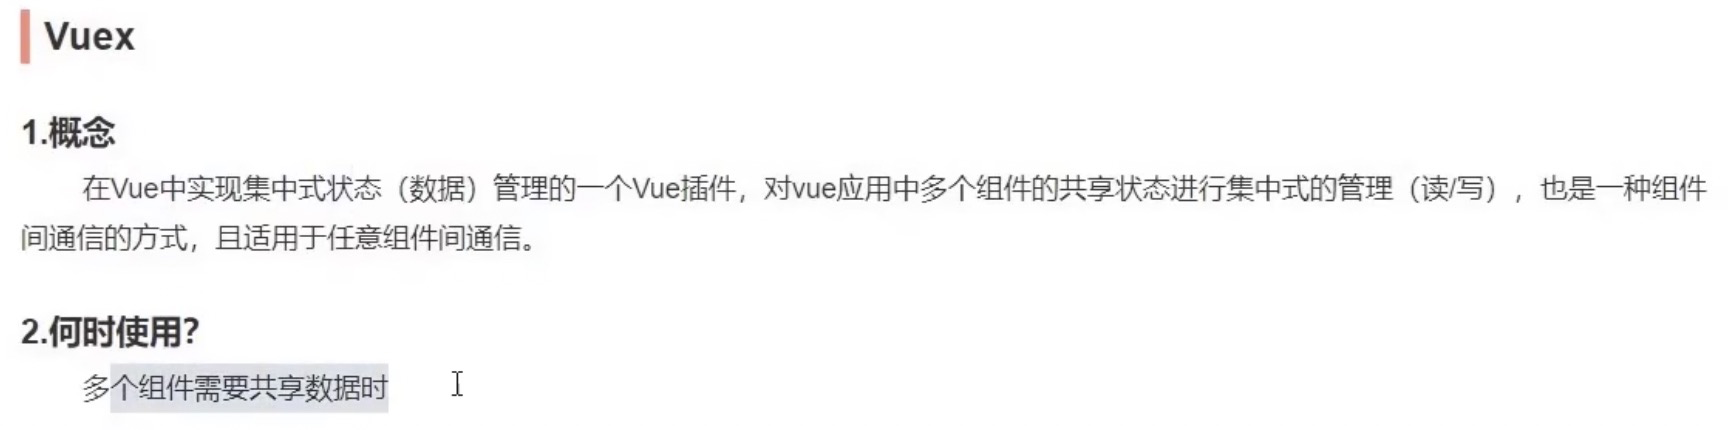 Vuex
1.概念
在Vue中实现集中式状态（数据）管理的一个Vue插件，对vue应用中多个组件的共享状态进行集中式的管理（读/写），也是一种组件
间通信的方式，且适用于任意组件间通信。
2.何时使用？
多个组件需要共享数据时